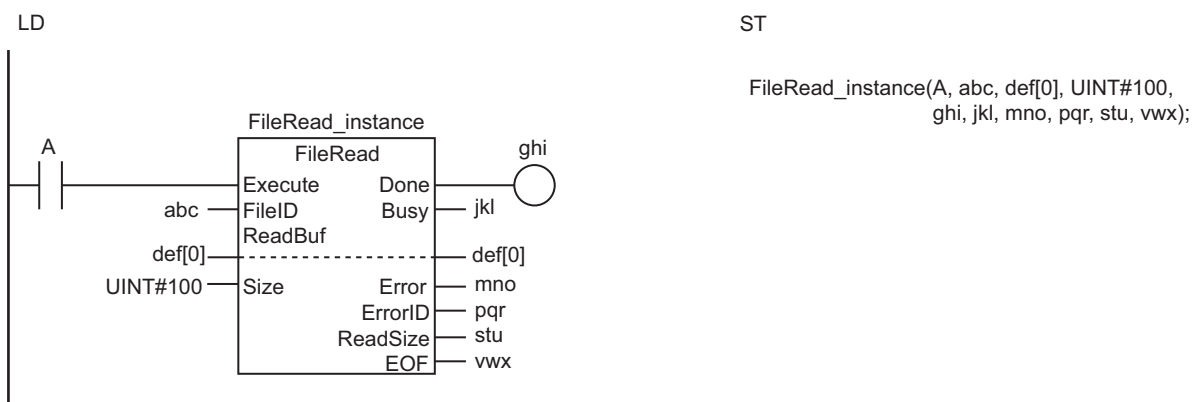 LD
ST
FileRead_instance(A, abc, def[0], UINT#100,
ghi, jkl, mno, pqr, stu, vwx);
FileRead_instance
A
FileRead
ghi
Execute
Done
abc
FileID
Busy
jkl
ReadBuf
def[0]
def[0]
UINT#100
Size
Error
mno
ErrorID
pqr
ReadSize
stu
EOF
vwx